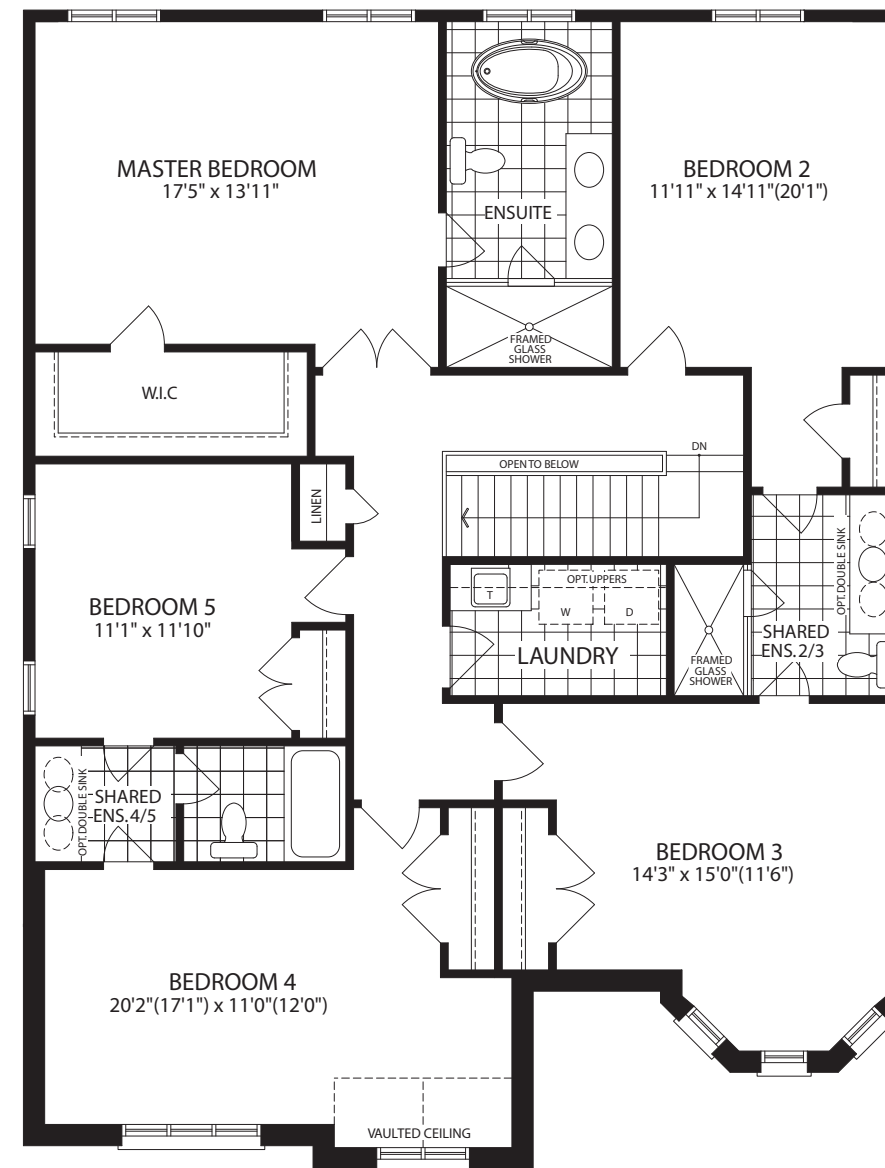 MASTER BEDROOM
17'5" x 13'11"
ENSUITE
BEDROOM 2
11'11" x 14'11"(20'1")
FRAMED
GLASS
SHOWER
W.I.C
DN
OPEN TO BELOW
LINEN
OPT.UPPERS
T
W
D
LAUNDRY
FRAMED
GLASS
SHOWER
OPT.DOUBLE SINK
SHARED
ENS.2/3
BEDROOM 5
11'1" x 11'10"
OPT.DOUBLE SINK
SHARED
ENS.4/5
BEDROOM 3
14'3" x 15'0"(11'6")
BEDROOM 4
20'2"(17'1") x 11'0"(12'0")
VAULTED CEILING